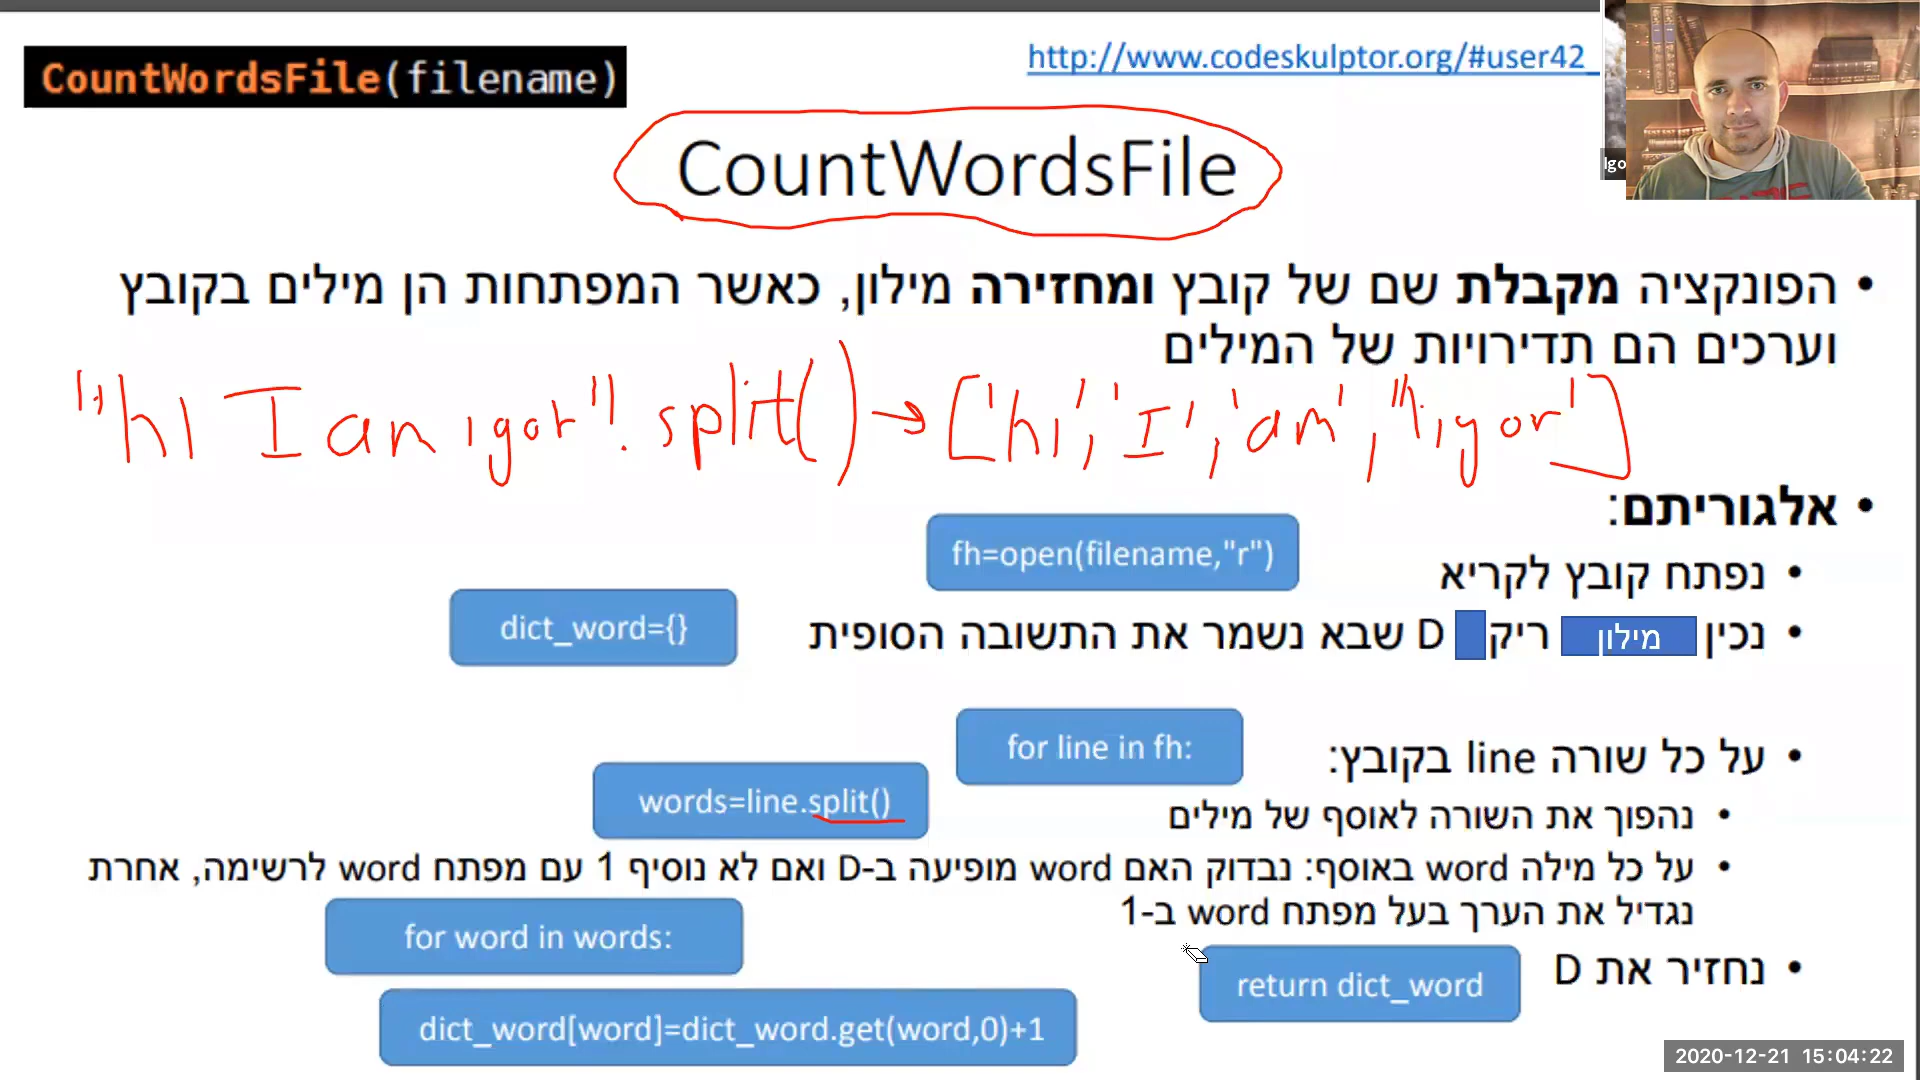 CountWordsFile(filename)
http://www.codeskulptor.org/#user42_
Igo
CountWordsFile
• הפונקציה מקבלת שם של קובץ ומחזירה מילון, כאשר המפתחות הן מילים בקובץ
וערכים הם תדירויות של המילים
"hi I am igor".split() → ['hi', 'I', 'am', 'igor']
• אלגוריתם:
fh=open(filename,"r")
• נפתח קובץ לקריא
dict_word={}
• נכין מילון ריק D שבא נשמר את התשובה הסופית
for line in fh:
• על כל שורה line בקובץ:
words=line.split()
• נהפוך את השורה לאוסף של מילים
• על כל מילה word באוסף: נבדוק האם word מופיעה ב-D ואם לא נוסיף 1 עם מפתח word לרשימה, אחרת
נגדיל את הערך בעל מפתח word ב-1
for word in words:
• נחזיר את D
return dict_word
dict_word[word]=dict_word.get(word,0)+1
2020-12-21 15:04:22